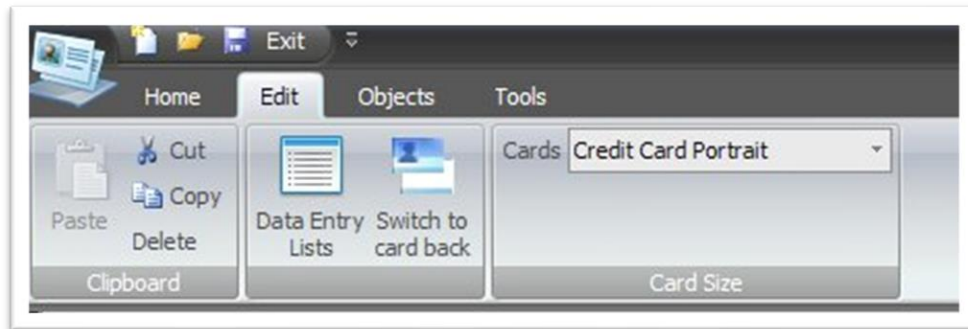 Exit
Home Edit Objects Tools
Paste
Cut
Copy
Delete
Clipboard
Data Entry
Lists
Switch to
card back
Cards Credit Card Portrait
Card Size